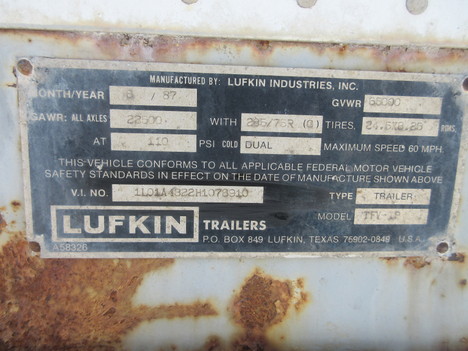 MANUFACTURED BY: LUFKIN INDUSTRIES, INC.
MONTH/YEAR / 87 GVWR 65000
GAWR: ALL AXLES 22500 WITH 295/75R (G) TIRES,
AT 110 PSI COLD DUAL MAXIMUM SPEED 60 MPH.
THIS VEHICLE CONFORMS TO ALL APPLICABLE FEDERAL MOTOR VEHICLE
SAFETY STANDARDS IN EFFECT ON THE DATE OF MANUFACTURE SHOWN ABOVE.
V.I. NO. TYPE TRAILER
LUFKIN TRAILERS MODEL
P.O. BOX 849 LUFKIN, TEXAS 75902-0849 U.S.A.
A58326